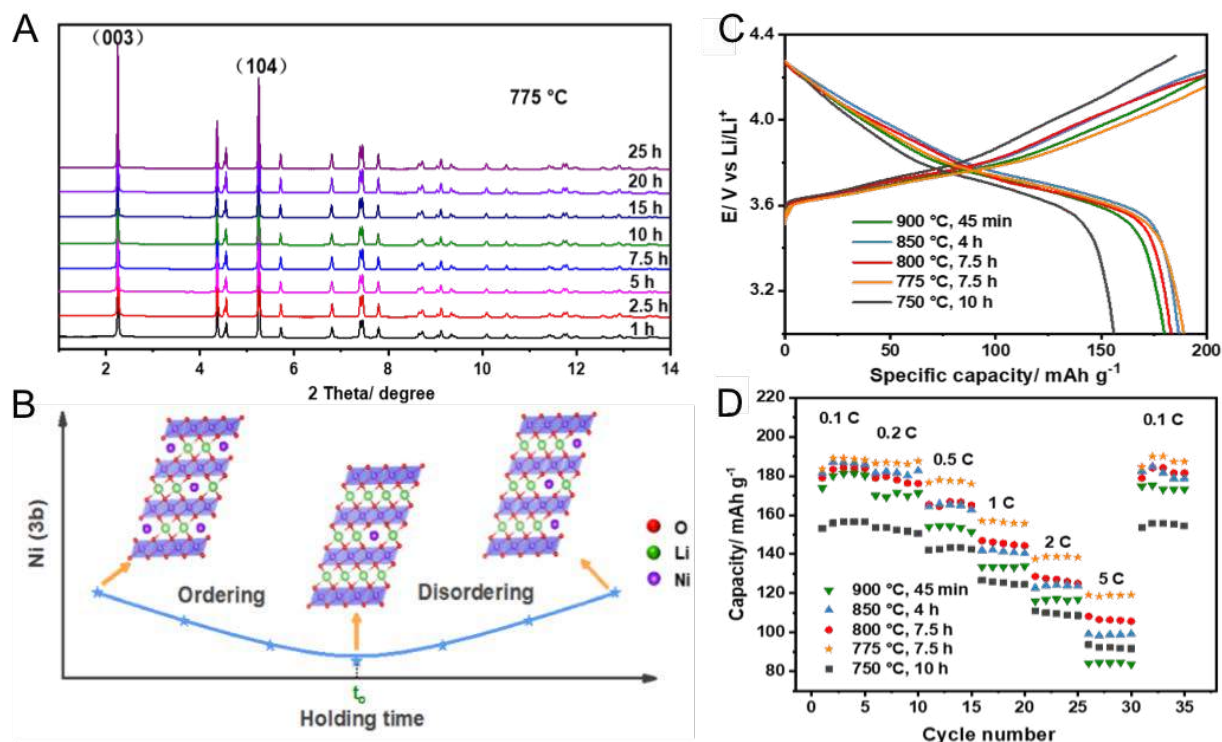 A
（003）
（104）
775 °C
25 h
20 h
15 h
10 h
7.5 h
5 h
2.5 h
1 h
2 4 6 8 10 12 14
2 Theta/ degree
B
Ni (3b)
Ordering
Disordering
O
Li
Ni
t₀
Holding time
C
E/ V vs Li/Li⁺
4.4
4.0
3.6
3.2
900 °C, 45 min
850 °C, 4 h
800 °C, 7.5 h
775 °C, 7.5 h
750 °C, 10 h
0 50 100 150 200
Specific capacity/ mAh g⁻¹
D
Capacity/ mAh g⁻¹
220
200
180
160
140
120
100
80
0.1 C
0.2 C
0.5 C
1 C
2 C
5 C
0.1 C
900 °C, 45 min
850 °C, 4 h
800 °C, 7.5 h
775 °C, 7.5 h
750 °C, 10 h
0 5 10 15 20 25 30 35
Cycle number